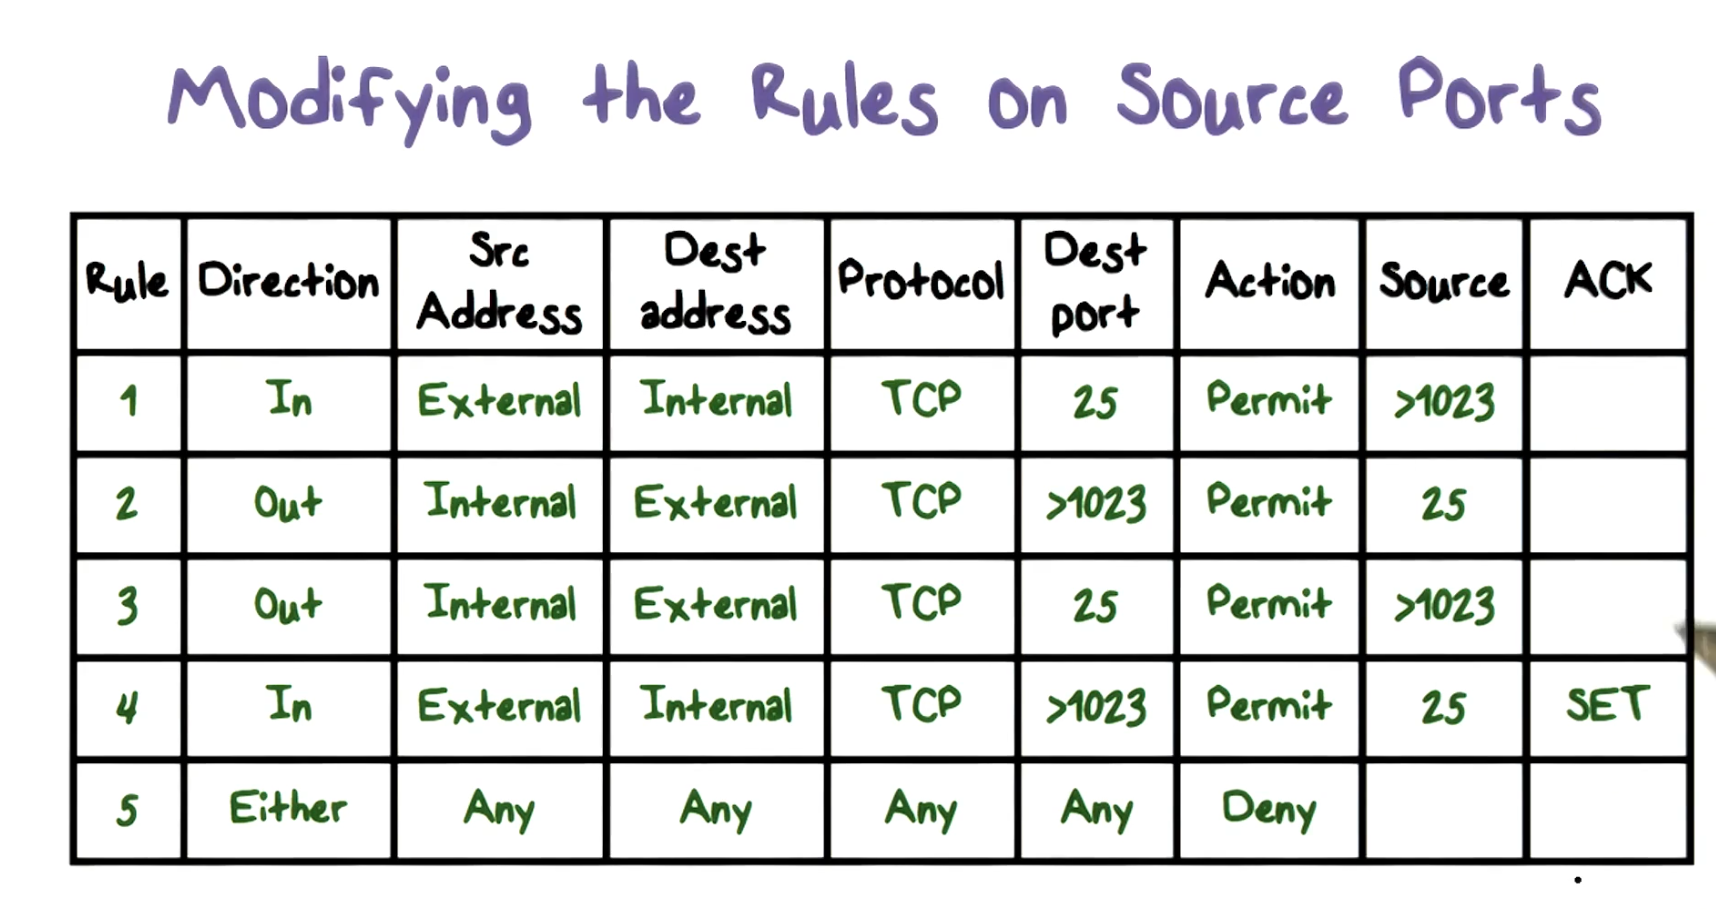 Modifying the Rules on Source Ports
Rule Direction Src Address Dest address Protocol Dest port Action Source ACK
1 In External Internal TCP 25 Permit >1023
2 Out Internal External TCP >1023 Permit 25
3 Out Internal External TCP 25 Permit >1023
4 In External Internal TCP >1023 Permit 25 SET
5 Either Any Any Any Any Deny